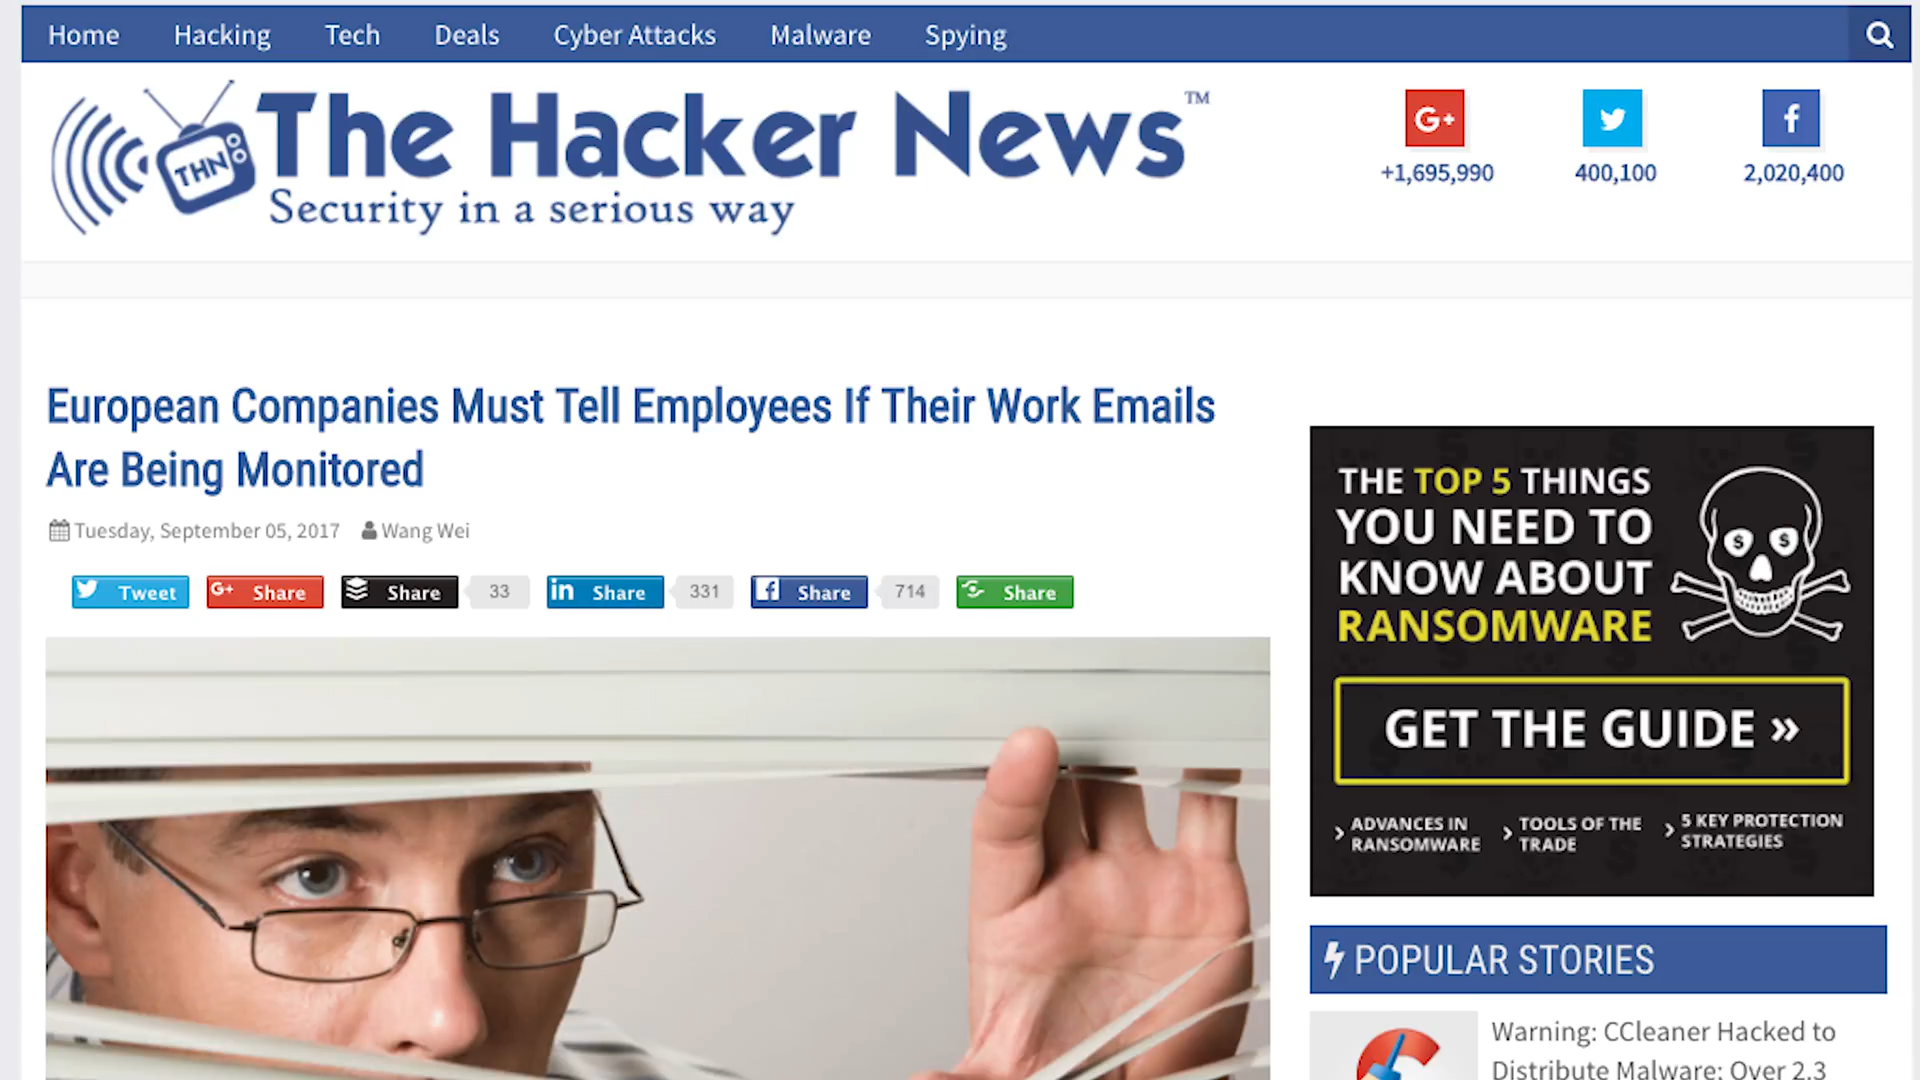 Home Hacking Tech Deals Cyber Attacks Malware Spying
THN
The Hacker News™
Security in a serious way
G+
+1,695,990 400,100 2,020,400
European Companies Must Tell Employees If Their Work Emails
Are Being Monitored
Tuesday, September 05, 2017 Wang Wei
Tweet G+ Share Share 33 in Share 331 f Share 714 Share
THE TOP 5 THINGS
YOU NEED TO
KNOW ABOUT
RANSOMWARE
$ $
GET THE GUIDE »
ADVANCES IN
RANSOMWARE
TOOLS OF THE
TRADE
5 KEY PROTECTION
STRATEGIES
POPULAR STORIES
Warning: CCleaner Hacked to
Distribute Malware: Over 2.3